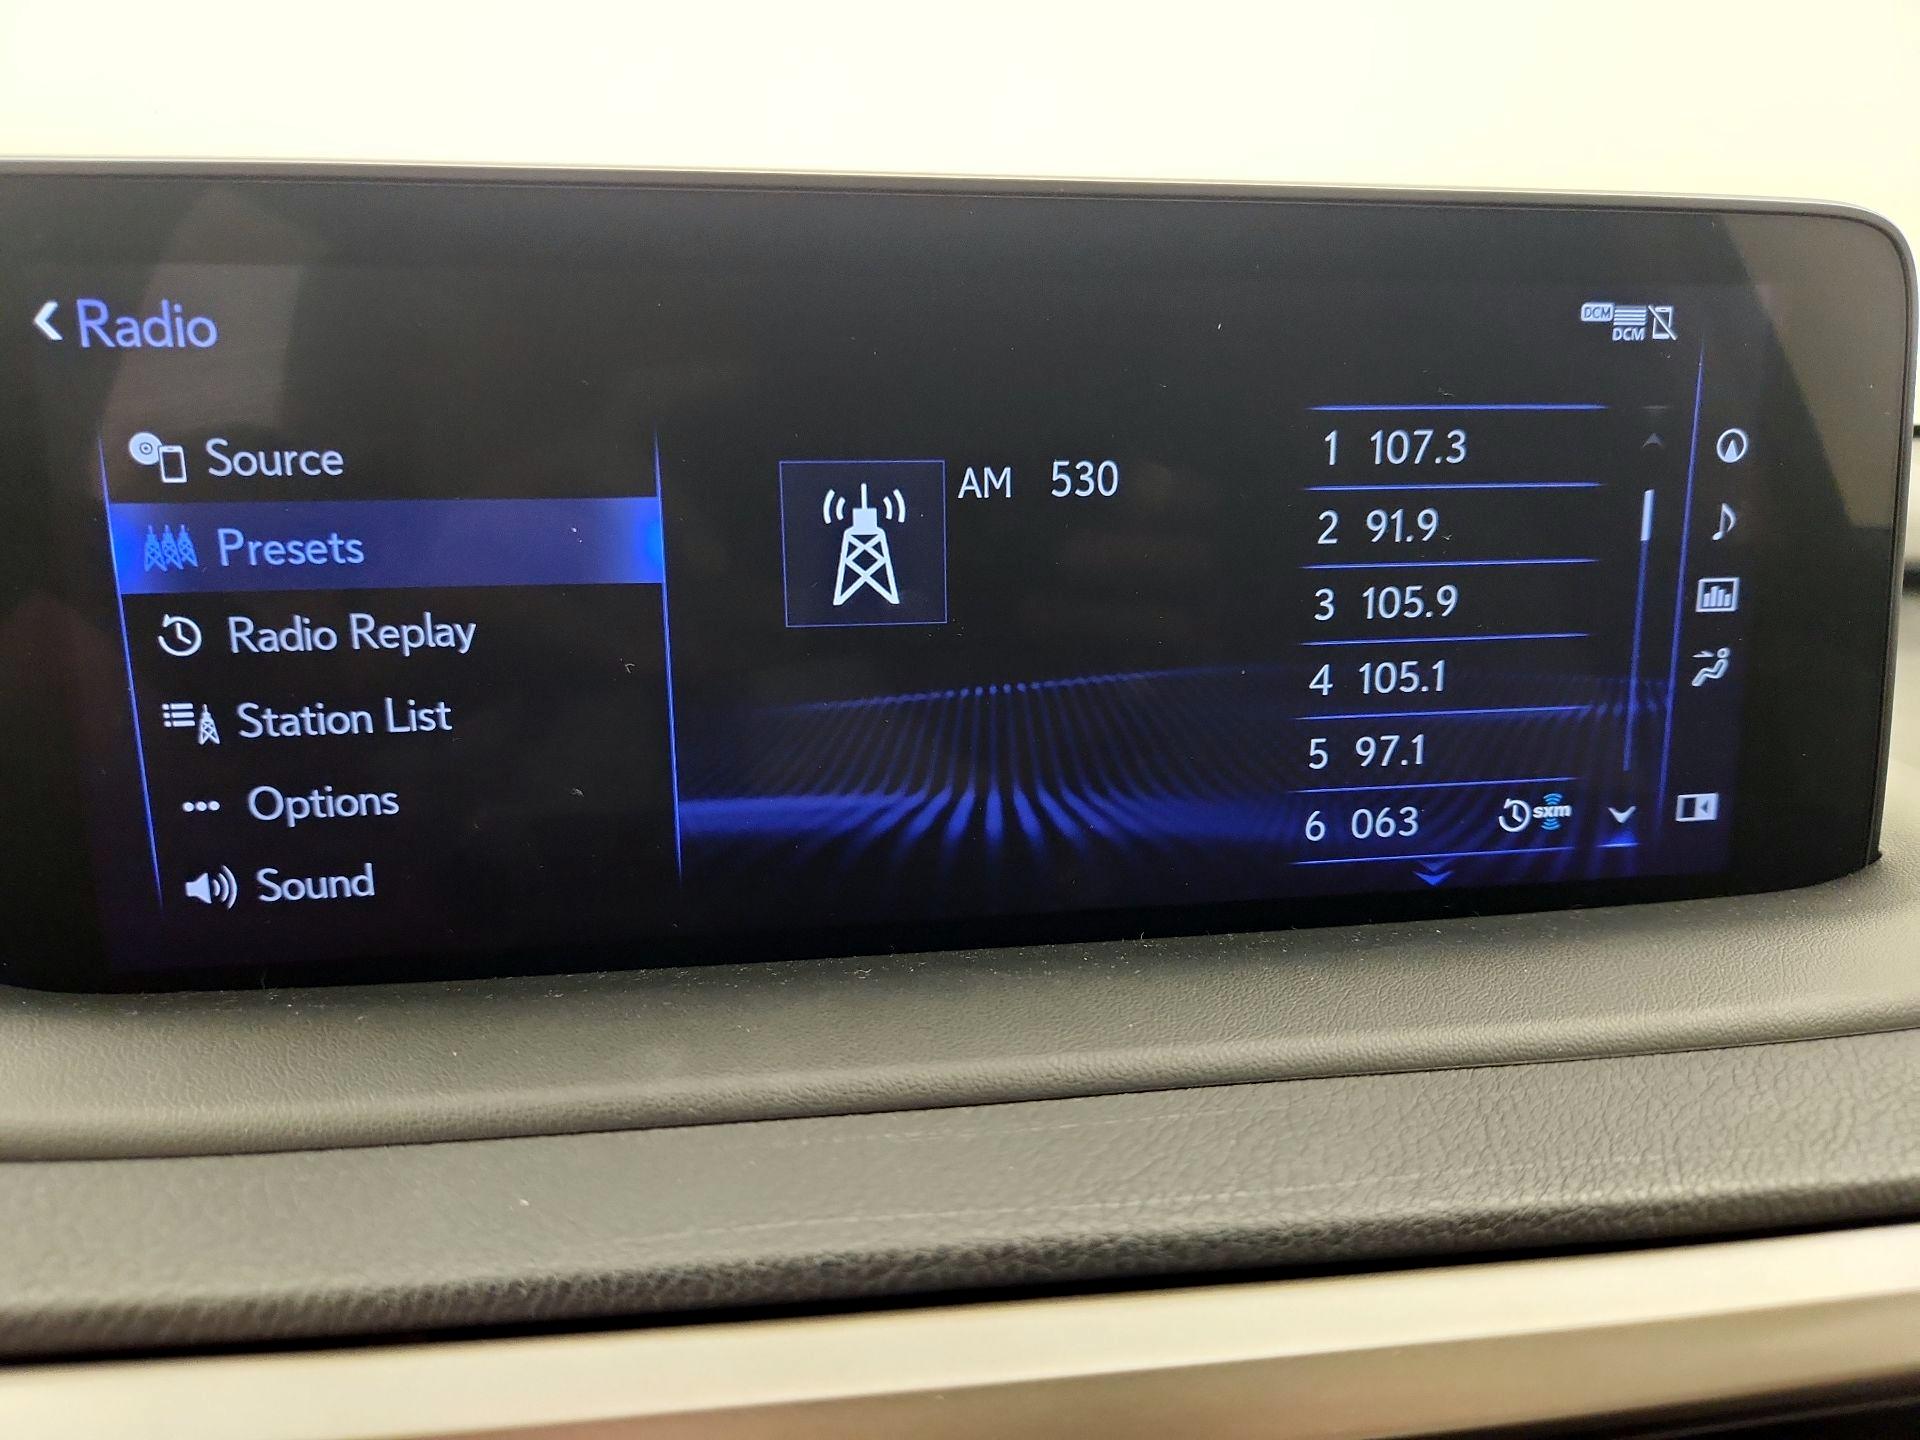 Radio
DCM
DCM
Source
Presets
Radio Replay
Station List
Options
Sound
AM 530
1 107.3
2 91.9
3 105.9
4 105.1
5 97.1
6 063 sxm